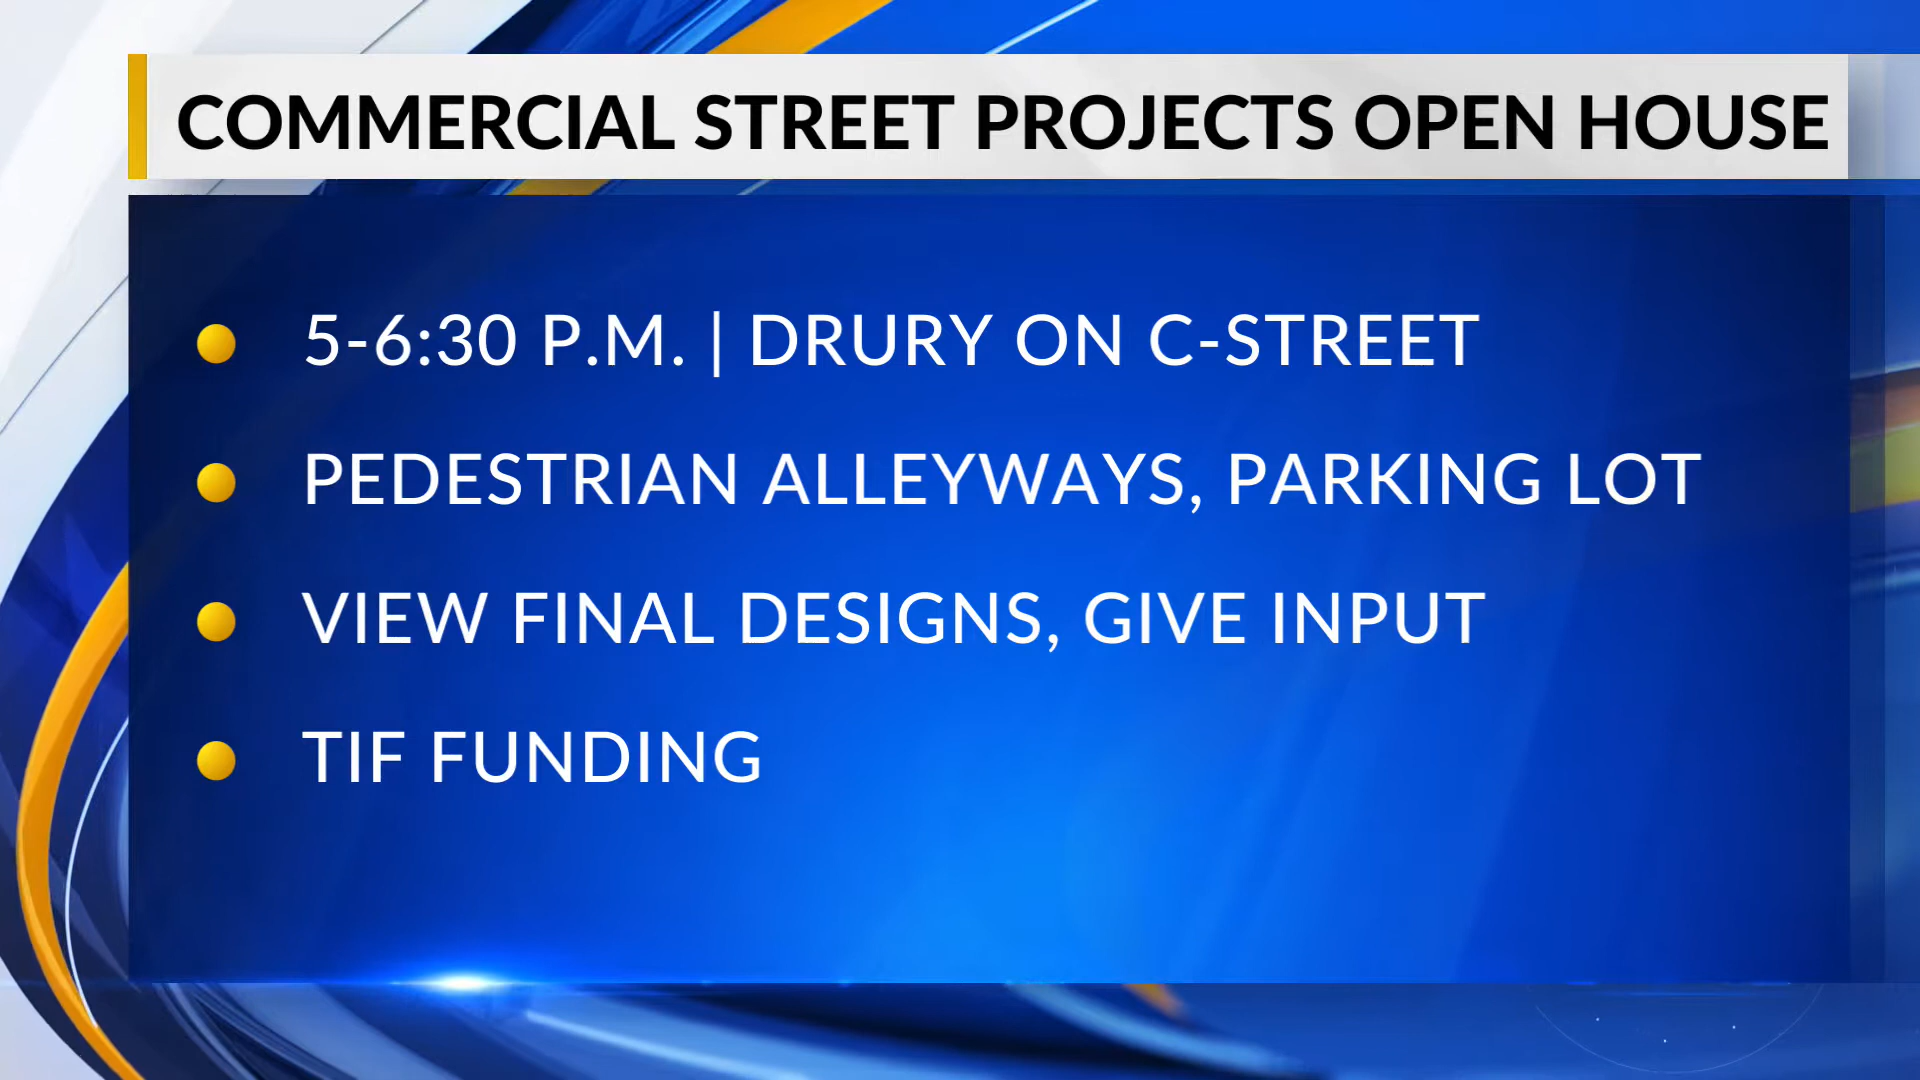 COMMERCIAL STREET PROJECTS OPEN HOUSE
5-6:30 P.M. | DRURY ON C-STREET
PEDESTRIAN ALLEYWAYS, PARKING LOT
VIEW FINAL DESIGNS, GIVE INPUT
TIF FUNDING